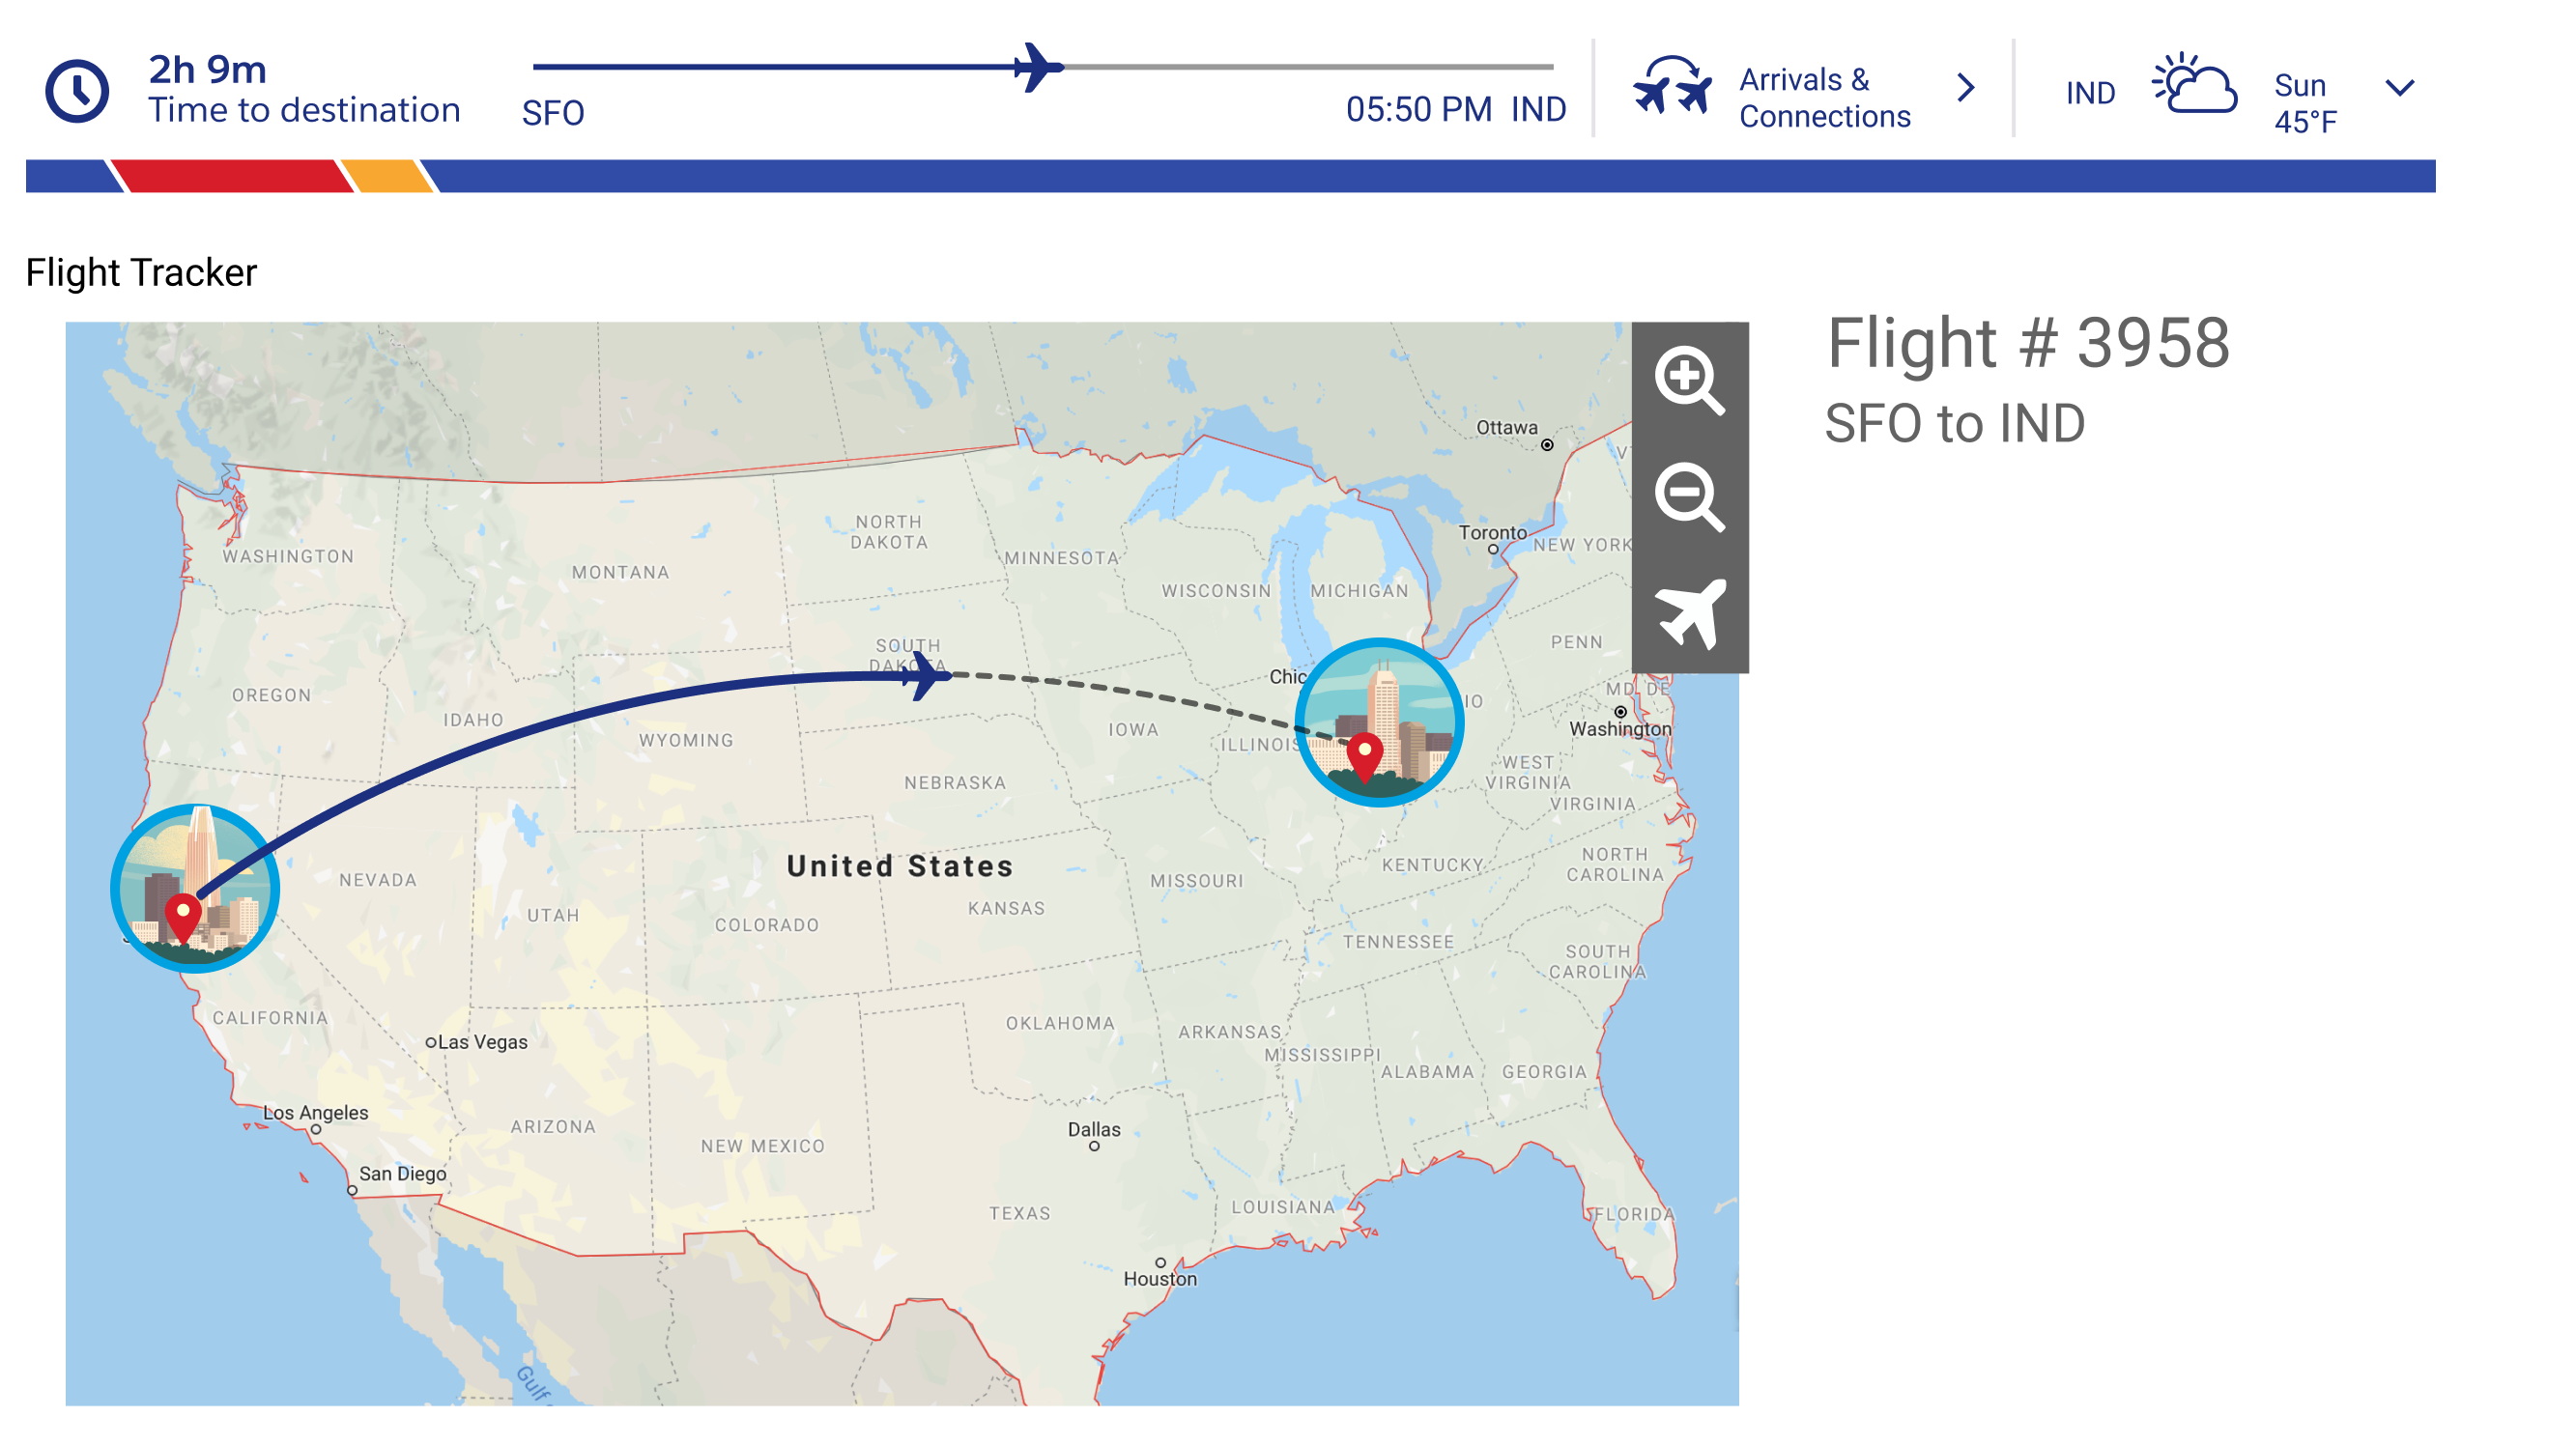 2h 9m
Time to destination
SFO
05:50 PM IND
Arrivals &
Connections
IND
Sun
45°F
Flight Tracker
Flight # 3958
SFO to IND
Ottawa
Toronto
NEW YORK
NORTH
DAKOTA
MINNESOTA
WASHINGTON
MONTANA
WISCONSIN
MICHIGAN
PENN
SOUTH
DAKOTA
OREGON
IDAHO
WYOMING
IOWA
Chic
ILLINOIS
IO
MD
DE
Washington
NEBRASKA
WEST
VIRGINIA
VIRGINIA
United States
NEVADA
UTAH
COLORADO
KANSAS
MISSOURI
KENTUCKY
NORTH
CAROLINA
TENNESSEE
SOUTH
CAROLINA
CALIFORNIA
Las Vegas
OKLAHOMA
ARKANSAS
MISSISSIPPI
ALABAMA
GEORGIA
Los Angeles
ARIZONA
NEW MEXICO
Dallas
San Diego
TEXAS
LOUISIANA
FLORIDA
Houston
Gulf